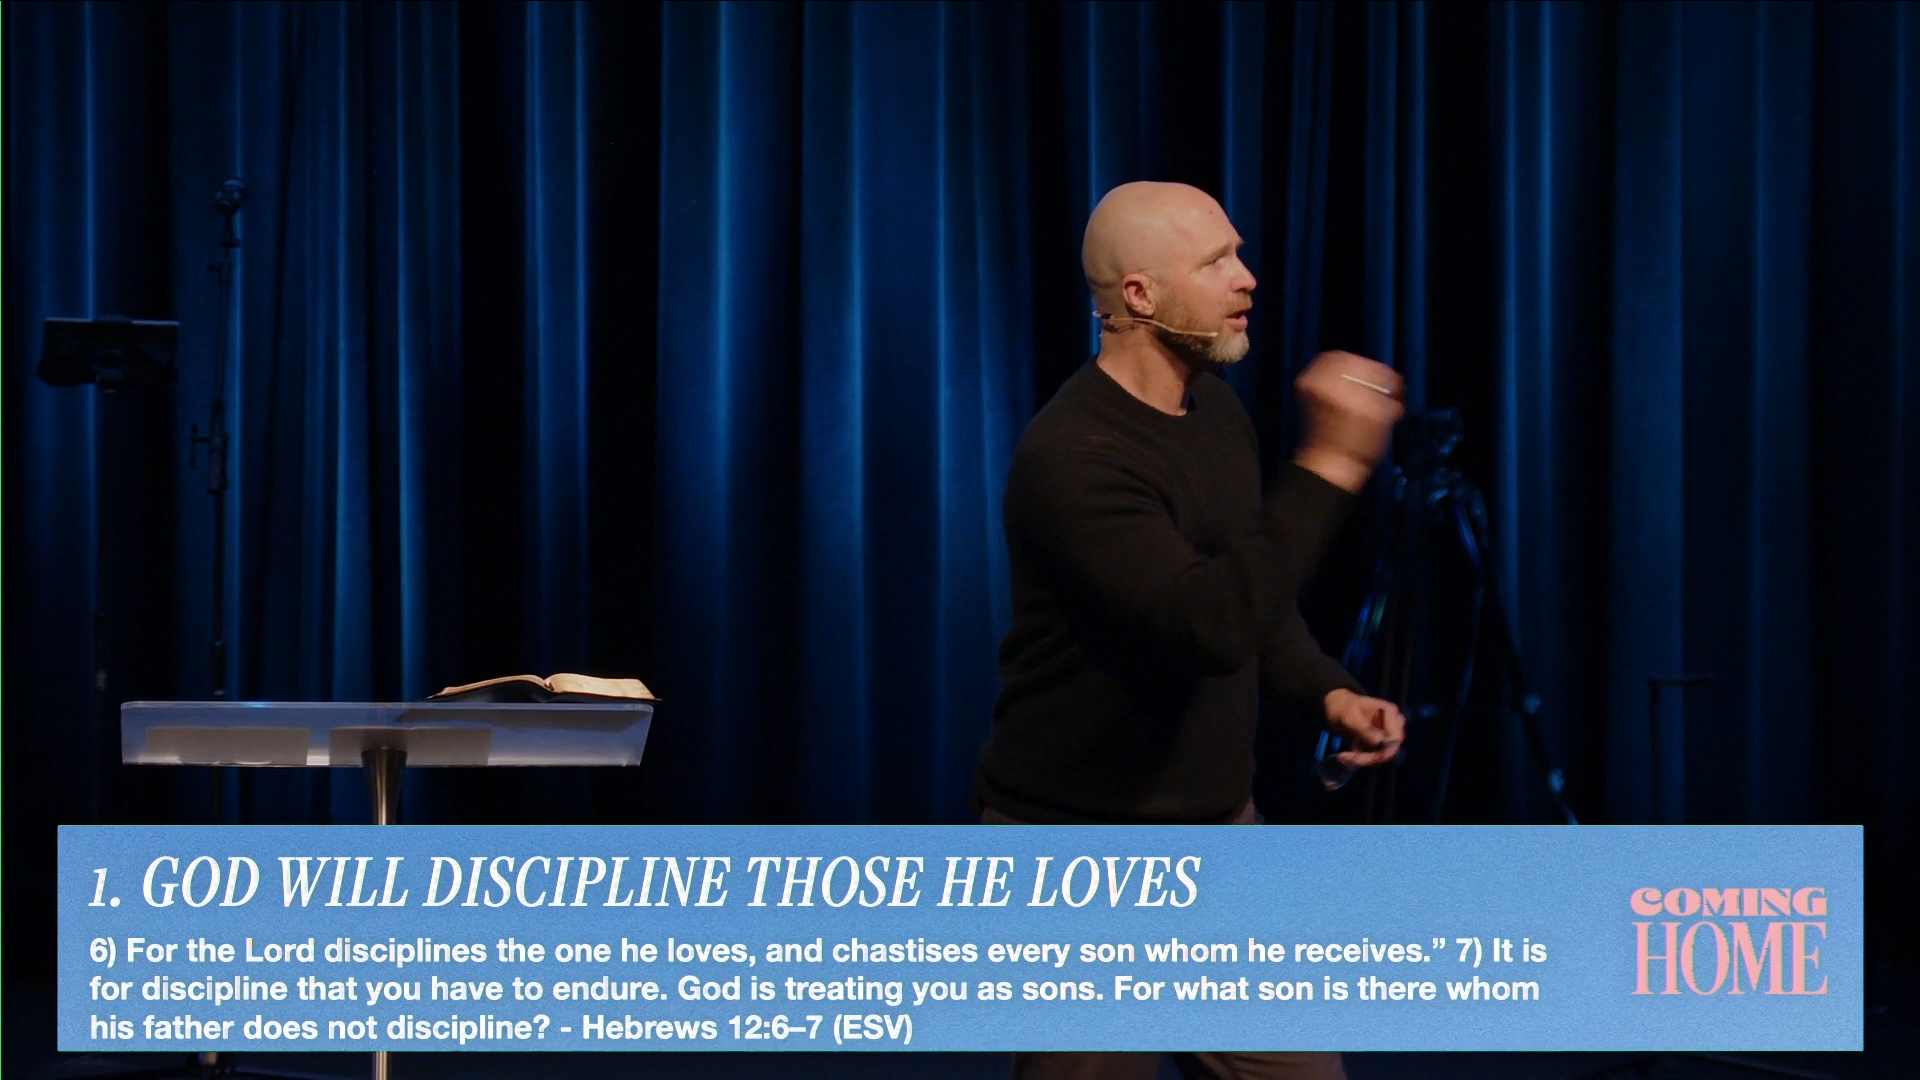 1. GOD WILL DISCIPLINE THOSE HE LOVES
6) For the Lord disciplines the one he loves, and chastises every son whom he receives.” 7) It is
for discipline that you have to endure. God is treating you as sons. For what son is there whom
his father does not discipline? - Hebrews 12:6–7 (ESV)
COMING
HOME